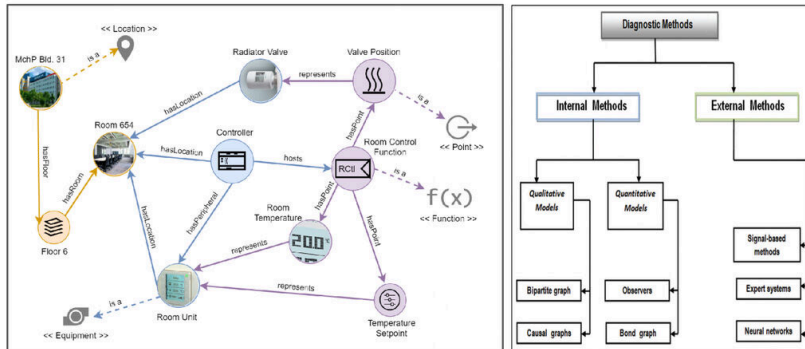 << Location >>
MchP Bld. 31
is a
Radiator Valve
Valve Position
represents
hasLocation
is a
hasFloor
Room 654
Controller
hasPoint
Room Control
Function
<< Point >>
hasLocation
hosts
RCtl
is a
f(x)
<< Function >>
hasRoom
hasPeripheral
Room
Temperature
hasPoint
hasPoint
20.0°C
Floor 6
hasLocation
represents
represents
is a
<< Equipment >>
Room Unit
Temperature
Setpoint
Diagnostic Methods
Internal Methods
External Methods
Qualitative
Models
Quantitative
Models
Signal-based
methods
Bipartite graph
Observers
Expert systems
Causal graphs
Bond graph
Neural networks